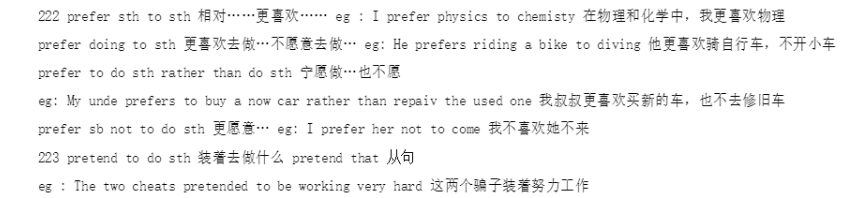 222 prefer sth to sth 相对……更喜欢…… eg : I prefer physics to chemisty 在物理和化学中，我更喜欢物理
prefer doing to sth 更喜欢去做…不愿意去做… eg: He prefers riding a bike to diving 他更喜欢骑自行车，不开小车
prefer to do sth rather than do sth 宁愿做…也不愿
eg: My unde prefers to buy a now car rather than repaiv the used one 我叔叔更喜欢买新的车，也不去修旧车
prefer sb not to do sth 更愿意… eg: I prefer her not to come 我不喜欢她不来
223 pretend to do sth 装着去做什么 pretend that 从句
eg : The two cheats pretended to be working very hard 这两个骗子装着努力工作